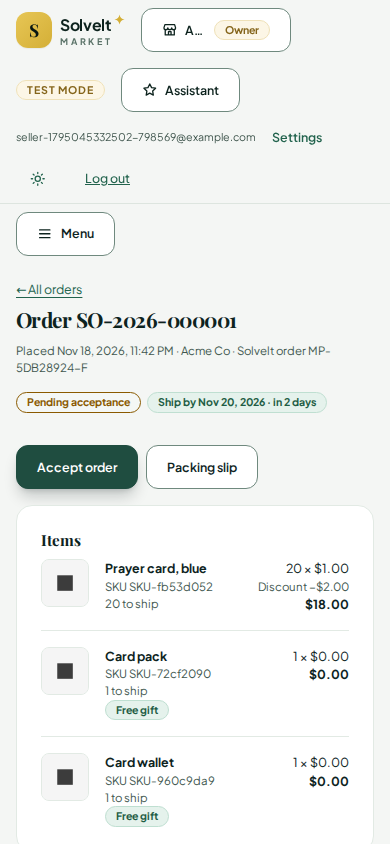 S Solvelt
MARKET
A... Owner
TEST MODE Assistant
seller-1795045332502-798569@example.com Settings
Log out
Menu
←All orders
Order SO-2026-000001
Placed Nov 18, 2026, 11:42 PM · Acme Co · Solvelt order MP-
5DB28924-F
Pending acceptance Ship by Nov 20, 2026 · in 2 days
Accept order Packing slip
Items
Prayer card, blue 20 × $1.00
SKU SKU-fb53d052 Discount −$2.00
20 to ship $18.00
Card pack 1 × $0.00
SKU SKU-72cf2090 $0.00
1 to ship
Free gift
Card wallet 1 × $0.00
SKU SKU-960c9da9 $0.00
1 to ship
Free gift